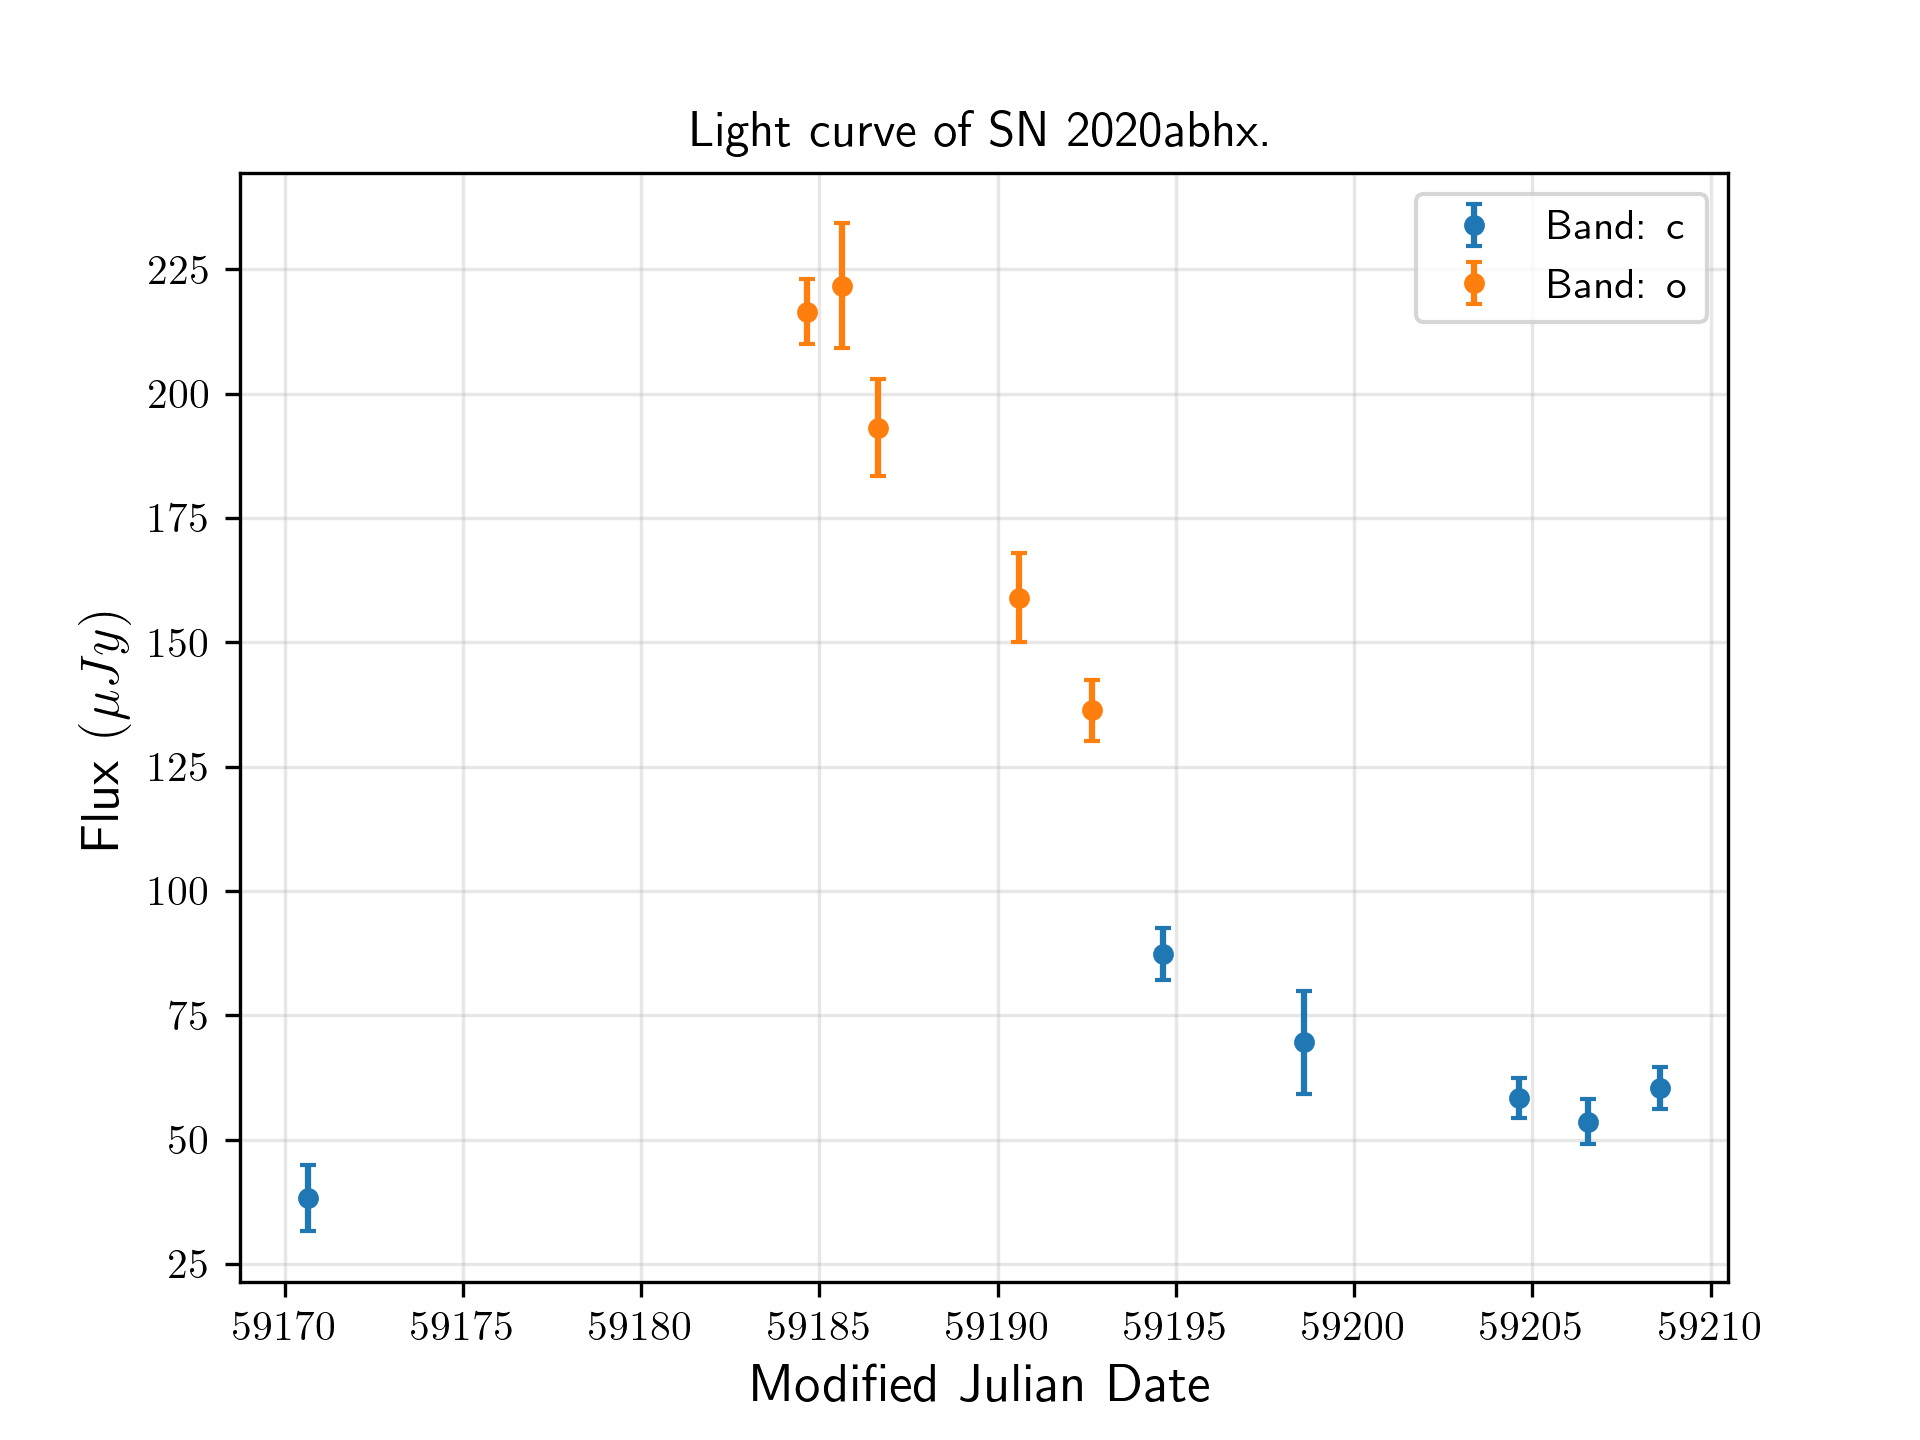 Light curve of SN 2020abhx.
Band: c
Band: o
225
200
175
150
125
100
75
50
25
Flux (μJy)
59170 59175 59180 59185 59190 59195 59200 59205 59210
Modified Julian Date